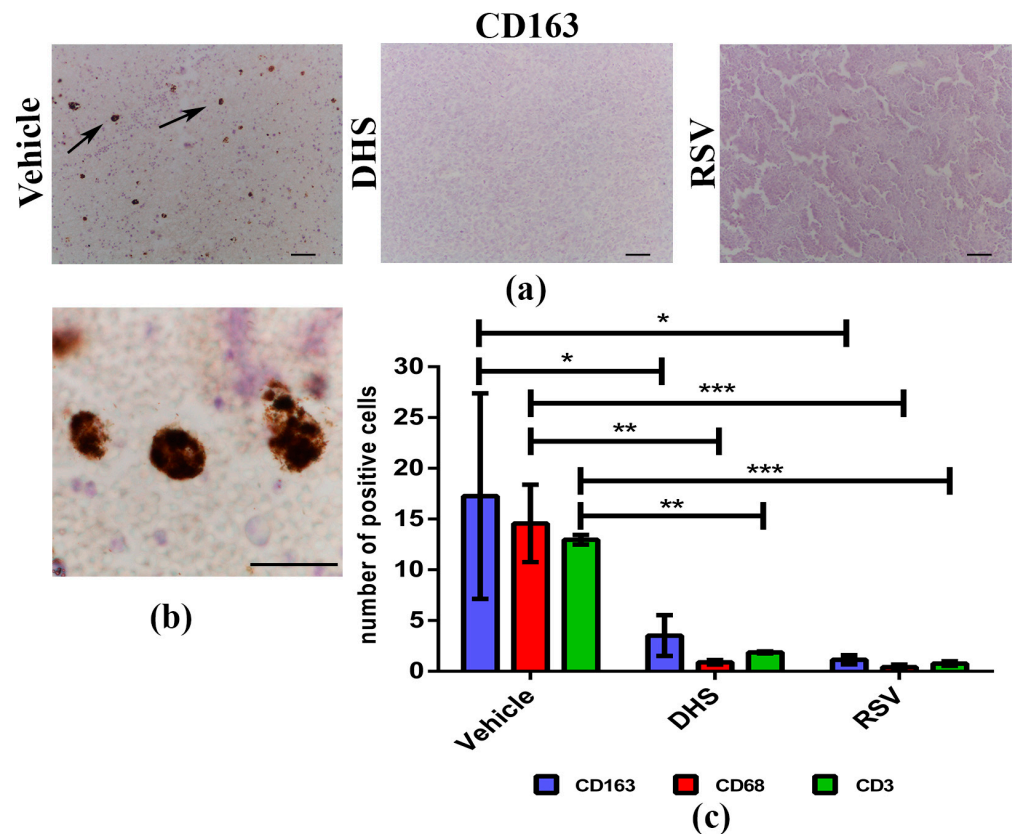 CD163
Vehicle
DHS
RSV
(a)
(b)
number of positive cells
30
25
20
15
10
5
0
*
*
***
**
***
**
Vehicle
DHS
RSV
CD163
CD68
CD3
(c)